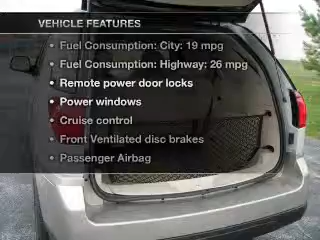 VEHICLE FEATURES
• Fuel Consumption: City: 19 mpg
• Fuel Consumption: Highway: 26 mpg
• Remote power door locks
• Power windows
• Cruise control
• Front Ventilated disc brakes
• Passenger Airbag